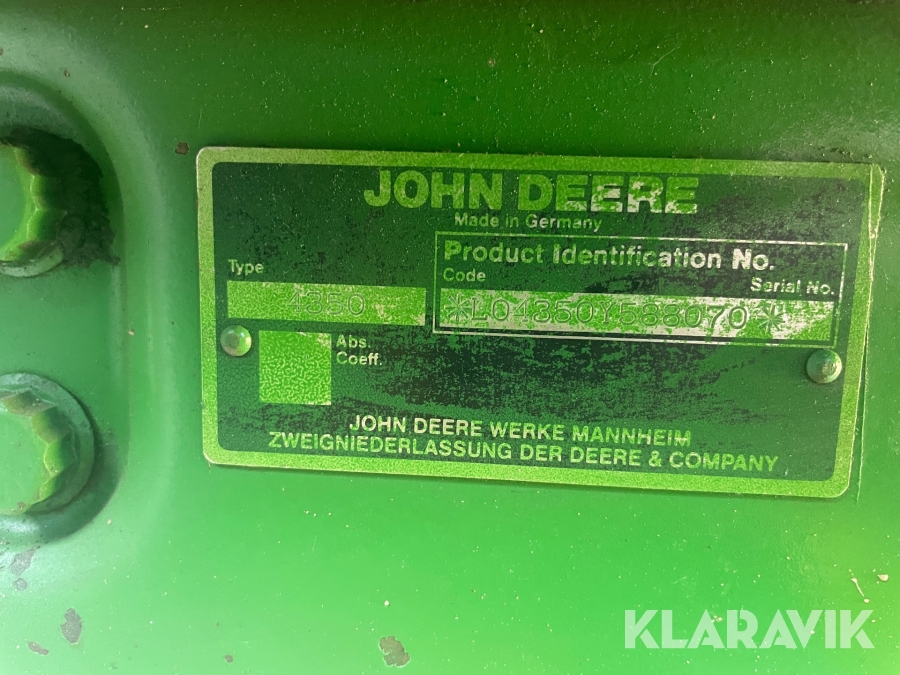 JOHN DEERE
Made in Germany
Product Identification No.
Code
Serial No.
Type
4350
*L04350Y588070*
Abs.
Coeff.
JOHN DEERE WERKE MANNHEIM
ZWEIGNIEDERLASSUNG DER DEERE & COMPANY
KLARAVIK